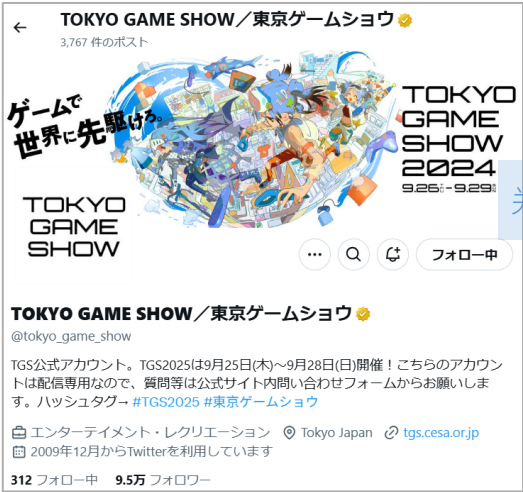 TOKYO GAME SHOW／東京ゲームショウ
3,767 件のポスト
ゲームで
世界に先駆けろ。
TOKYO
GAME
SHOW
2024
9.26木-9.29日
TOKYO
GAME
SHOW
フォロー中
TOKYO GAME SHOW／東京ゲームショウ
@tokyo_game_show
TGS公式アカウント。TGS2025は9月25日(木)～9月28日(日)開催！こちらのアカウン
トは配信専用なので、質問等は公式サイト内問い合わせフォームからお願いしま
す。ハッシュタグ→ #TGS2025 #東京ゲームショウ
エンターテイメント・レクリエーション Tokyo Japan tgs.cesa.or.jp
2009年12月からTwitterを利用しています
312 フォロー中 9.5万 フォロワー